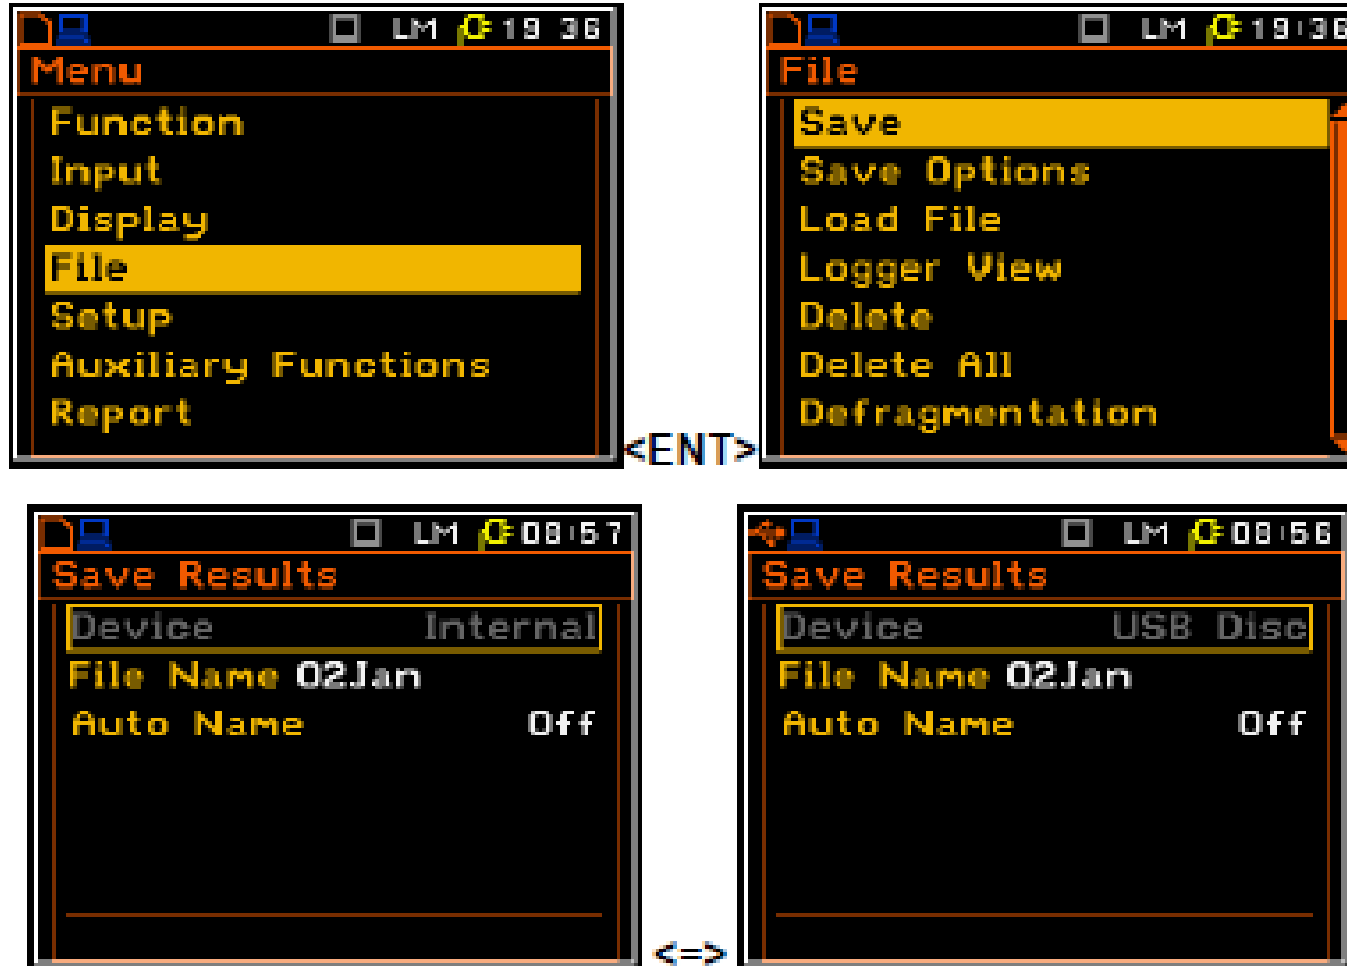 LM 19 36
Menu
Function
Input
Display
File
Setup
Auxiliary Functions
Report
<ENT>
LM 19:36
File
Save
Save Options
Load File
Logger View
Delete
Delete All
Defragmentation
LM 08:57
Save Results
Device Internal
File Name 02Jan
Auto Name Off
<=>
LM 08:56
Save Results
Device USB Disc
File Name 02Jan
Auto Name Off